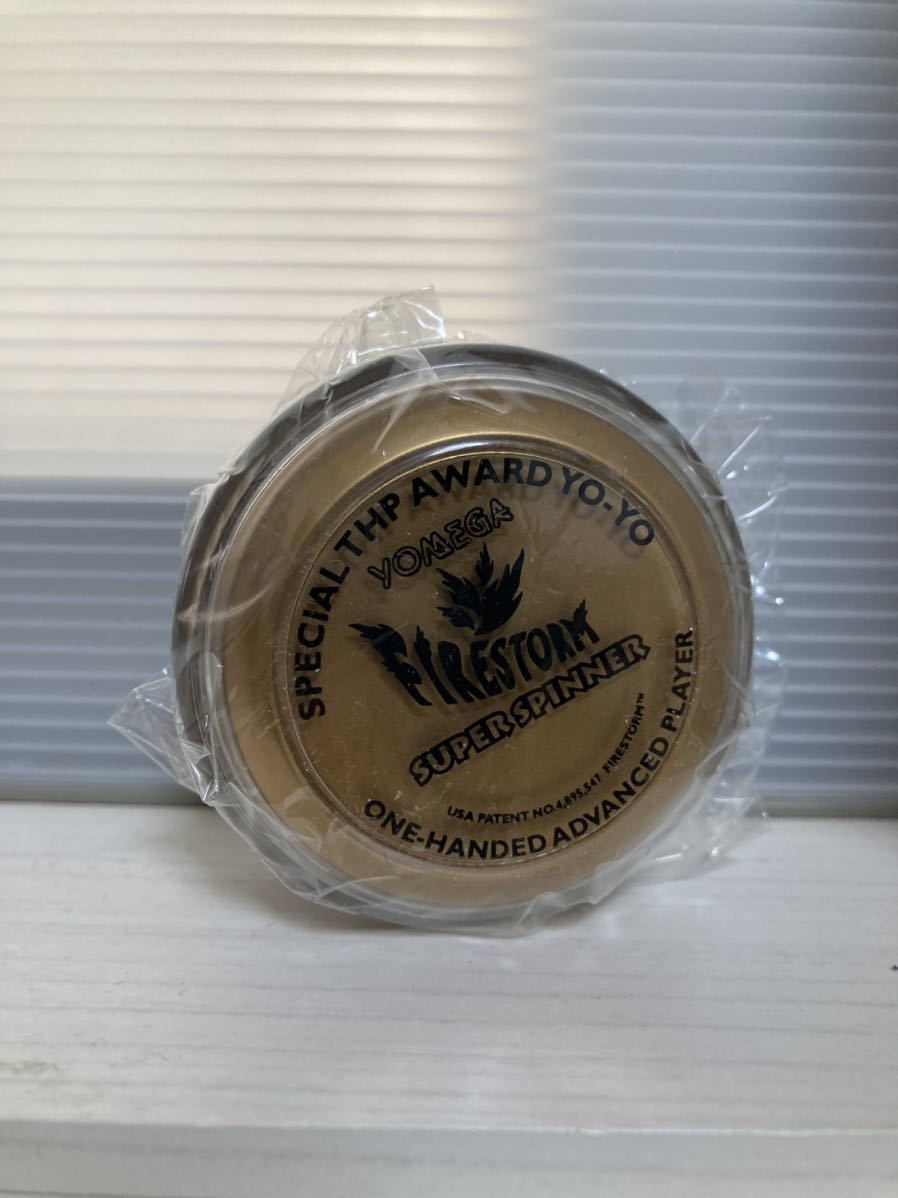 SPECIAL THP AWARD YO-YO
YOMEGA
FIRESTORM
SUPER SPINNER
USA PATENT NO.4,895,547 FIRESTORM™
ONE-HANDED ADVANCED PLAYER